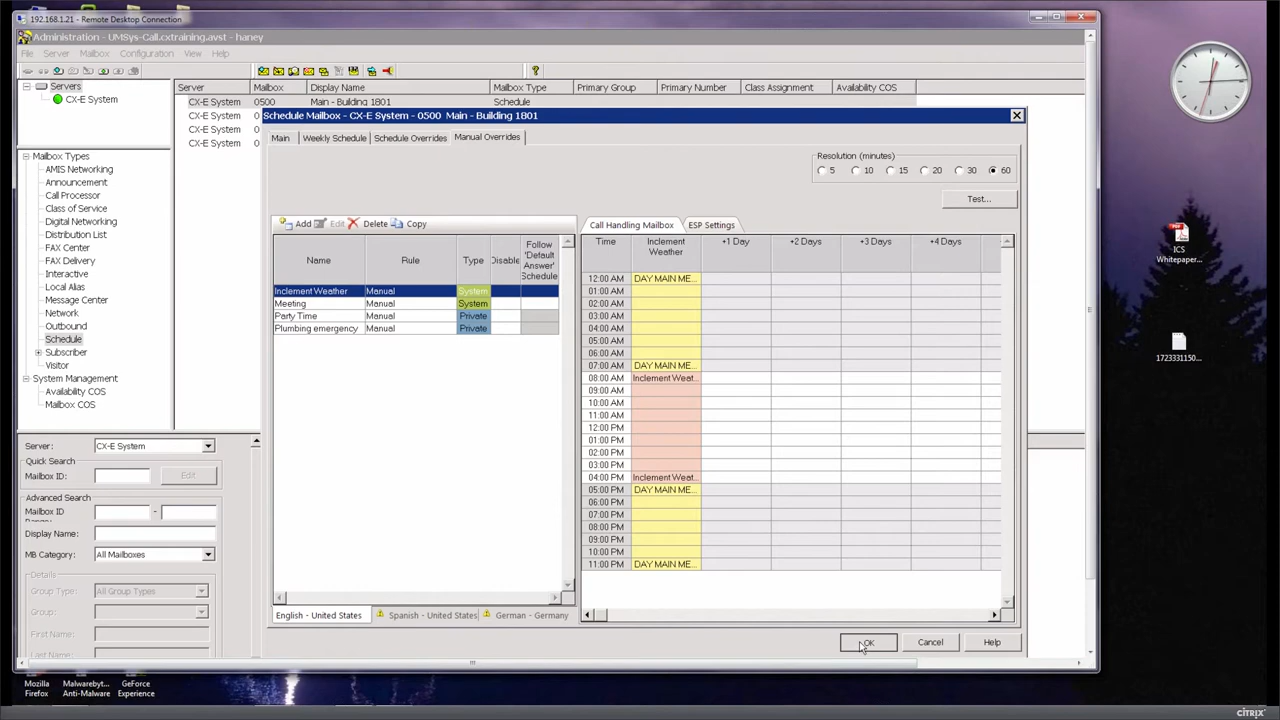 192.168.1.21 - Remote Desktop Connection
Administration - UMSys-Call.cxtraining.avst - haney
File Server Mailbox Configuration View Help
Servers
CX-E System
Server Mailbox Display Name Mailbox Type Primary Group Primary Number Class Assignment Availability COS
CX-E System 0500 Main - Building 1801 Schedule
CX-E System 0
CX-E System 0
CX-E System 0
Schedule Mailbox - CX-E System - 0500 Main - Building 1801
Main Weekly Schedule Schedule Overrides Manual Overrides
Resolution (minutes)
5 10 15 20 30 60
Test...
Mailbox Types
AMIS Networking
Announcement
Call Processor
Class of Service
Digital Networking
Distribution List
FAX Center
FAX Delivery
Interactive
Local Alias
Message Center
Network
Outbound
Schedule
Subscriber
Visitor
System Management
Availability COS
Mailbox COS
Add Edit Delete Copy
Name Rule Type Disable Follow 'Default Answer' Schedule
Inclement Weather Manual System
Meeting Manual System
Party Time Manual Private
Plumbing emergency Manual Private
English - United States Spanish - United States German - Germany
Call Handling Mailbox ESP Settings
Time Inclement Weather +1 Day +2 Days +3 Days +4 Days
12:00 AM DAY MAIN ME...
01:00 AM
02:00 AM
03:00 AM
04:00 AM
05:00 AM
06:00 AM
07:00 AM DAY MAIN ME...
08:00 AM Inclement Weat...
09:00 AM
10:00 AM
11:00 AM
12:00 PM
01:00 PM
02:00 PM
03:00 PM
04:00 PM Inclement Weat...
05:00 PM DAY MAIN ME...
06:00 PM
07:00 PM
08:00 PM
09:00 PM
10:00 PM
11:00 PM DAY MAIN ME...
OK Cancel Help
Server: CX-E System
Quick Search
Mailbox ID: Edit
Advanced Search
Mailbox ID -
Display Name:
MB Category: All Mailboxes
Details
Group Type: All Group Types
Group:
First Name:
Last Name:
ICS
Whitepaper...
1723331150...
Mozilla
Firefox
Malwarebyt...
Anti-Malware
GeForce
Experience
CITRIX